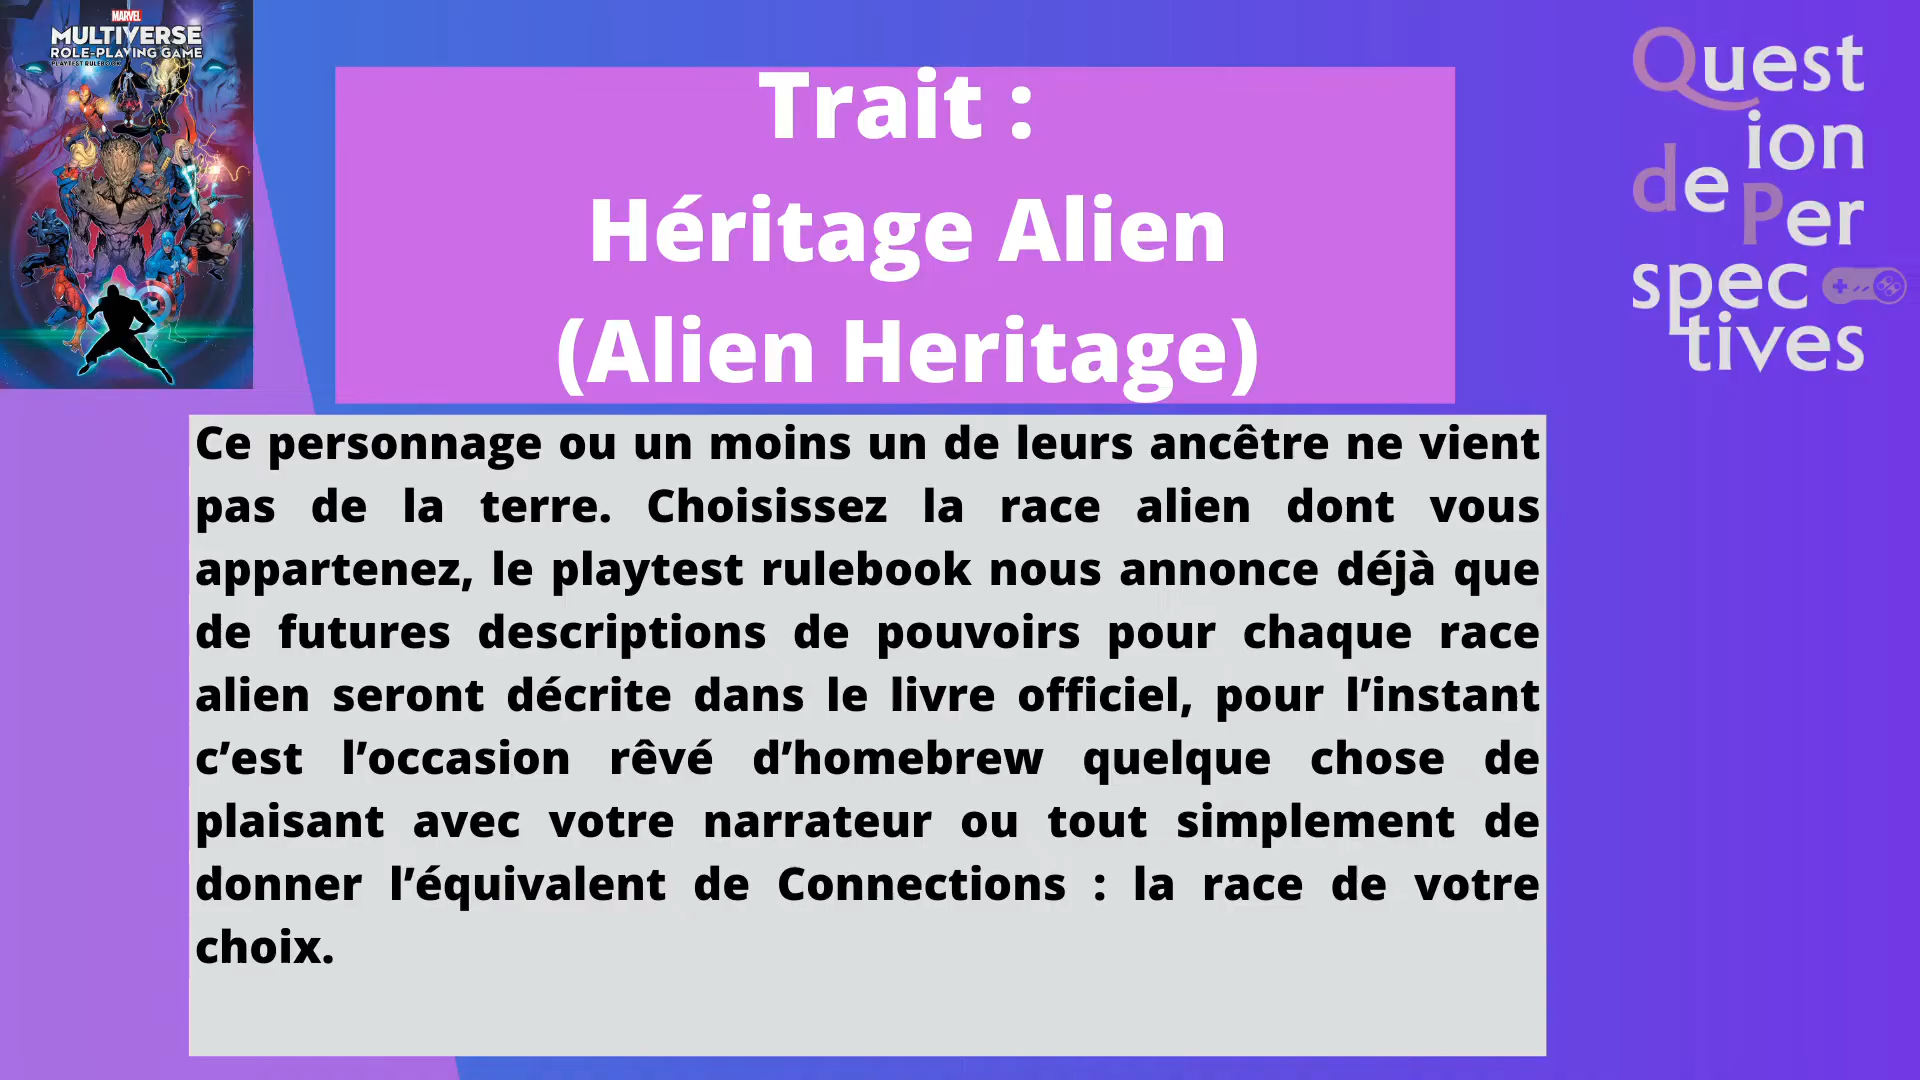 MARVEL
MULTIVERSE
ROLE-PLAYING GAME
PLAYTEST RULEBOOK
Trait :
Héritage Alien
(Alien Heritage)
Quest
ion
de Per
spec
tives
Ce personnage ou un moins un de leurs ancêtre ne vient
pas de la terre. Choisissez la race alien dont vous
appartenez, le playtest rulebook nous annonce déjà que
de futures descriptions de pouvoirs pour chaque race
alien seront décrite dans le livre officiel, pour l’instant
c’est l’occasion rêvé d’homebrew quelque chose de
plaisant avec votre narrateur ou tout simplement de
donner l’équivalent de Connections : la race de votre
choix.